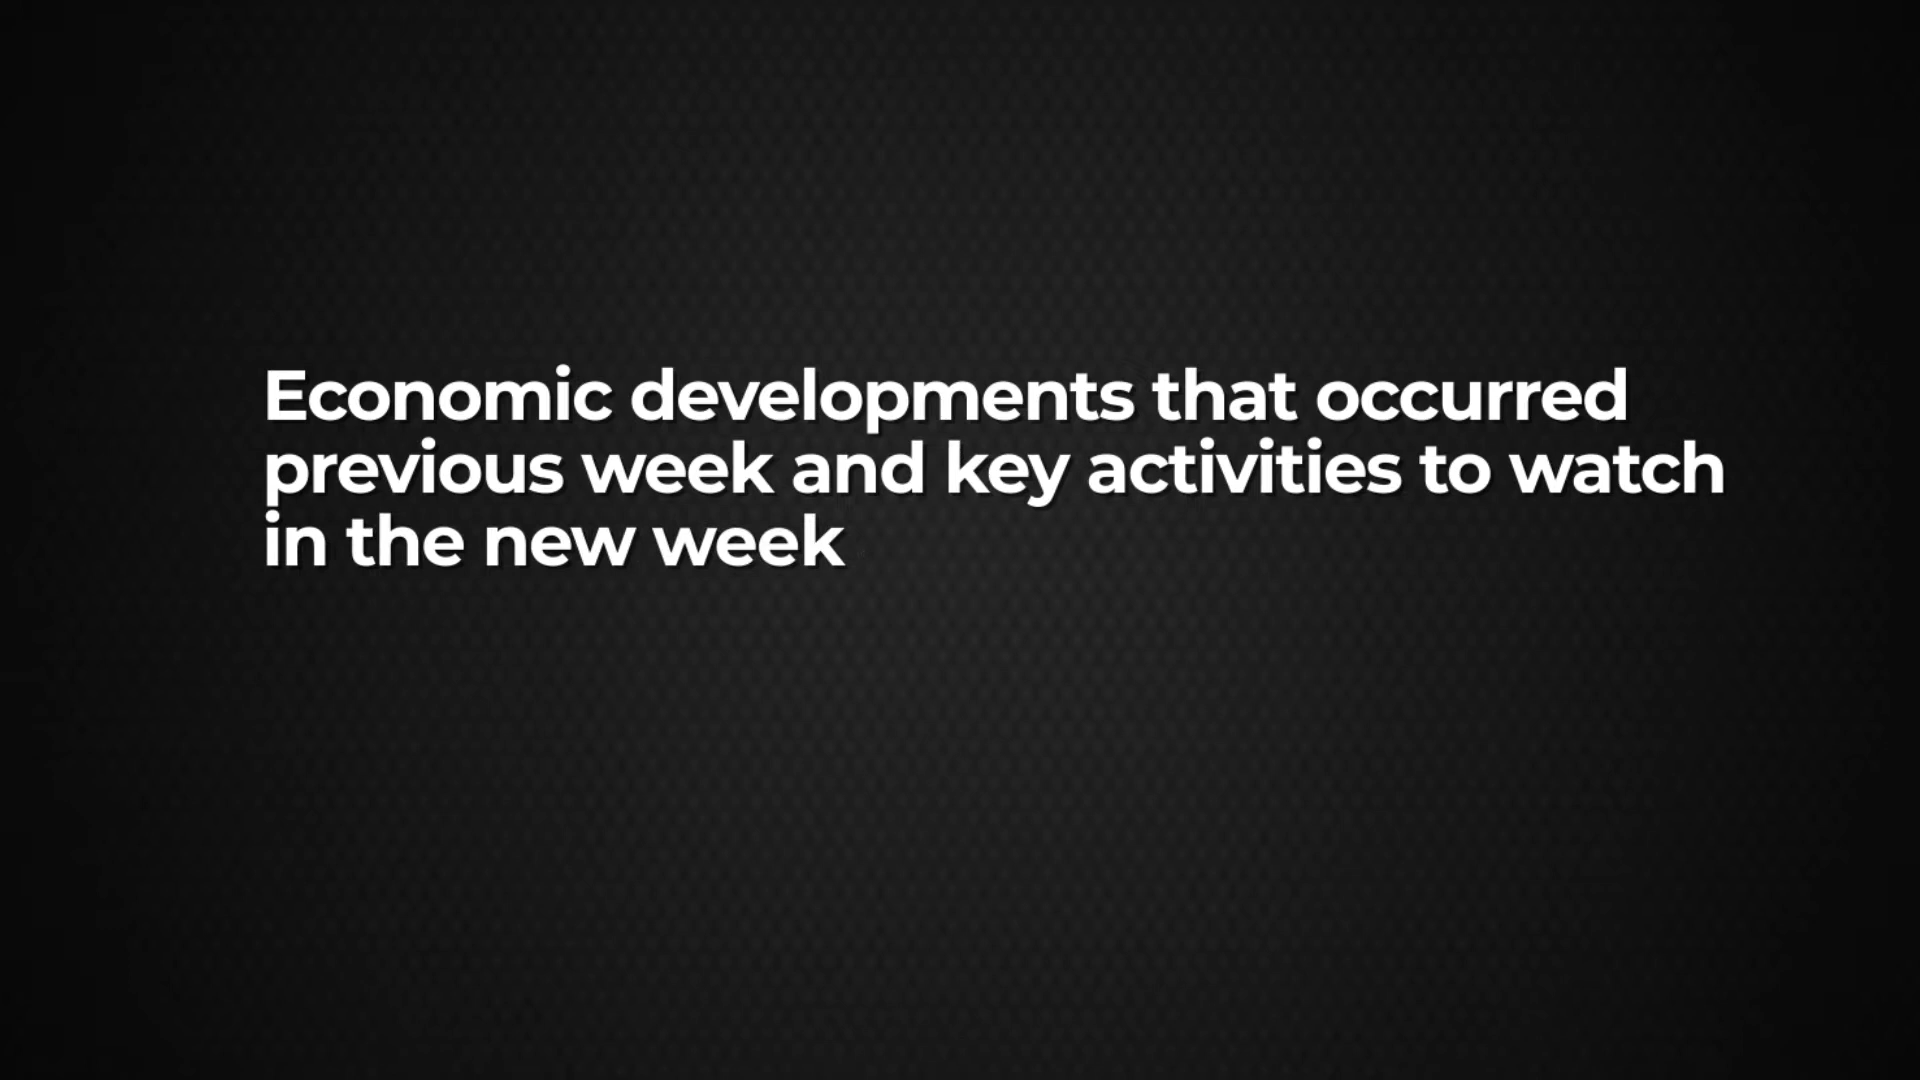 Economic developments that occurred
previous week and key activities to watch
in the new week